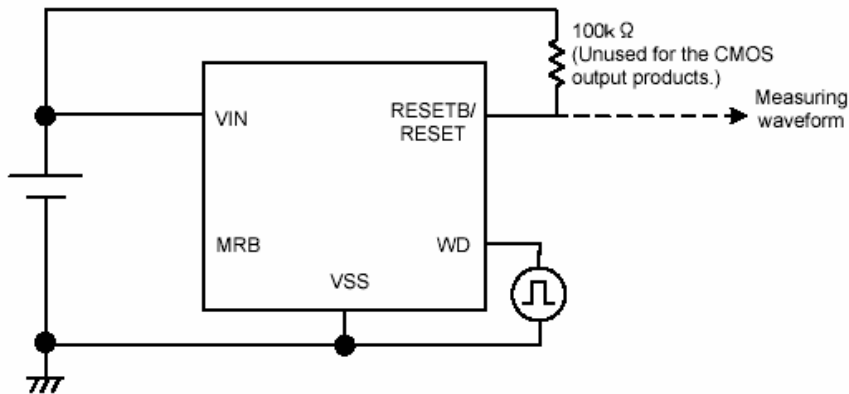 100k Ω
(Unused for the CMOS
output products.)
Measuring
waveform
VIN
RESETB/
RESET
MRB
WD
VSS